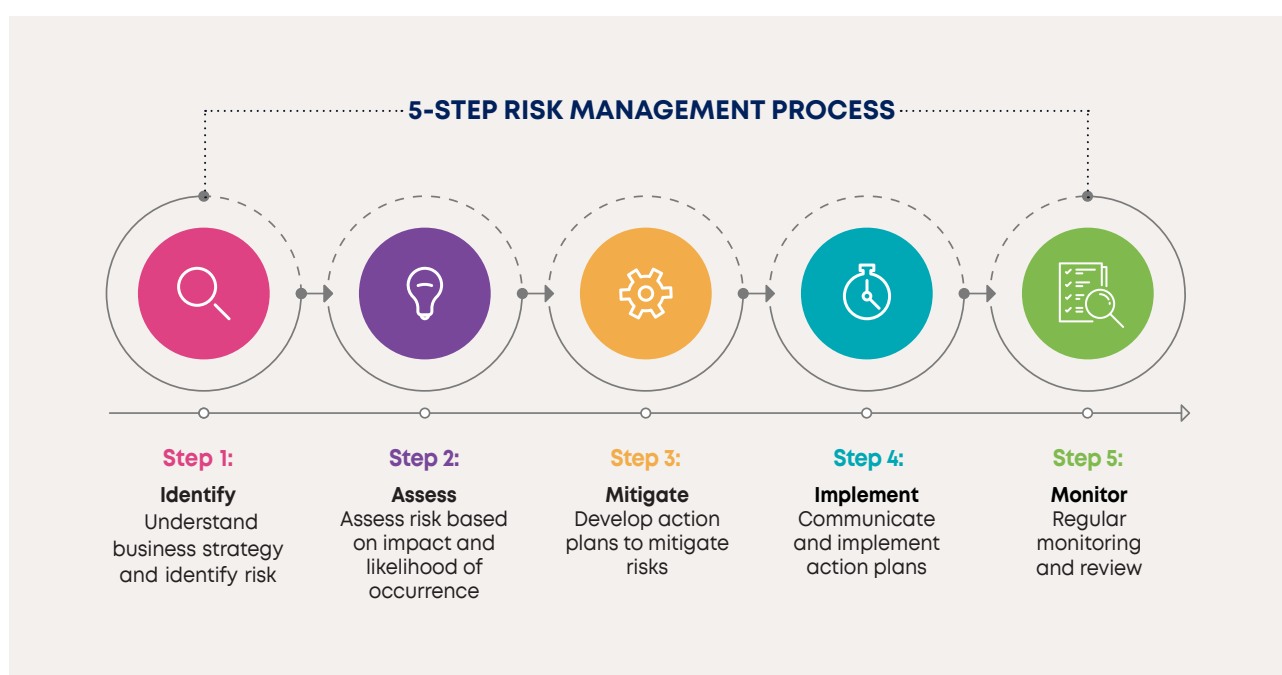 5-STEP RISK MANAGEMENT PROCESS
Step 1:
Identify
Understand
business strategy
and identify risk
Step 2:
Assess
Assess risk based
on impact and
likelihood of
occurrence
Step 3:
Mitigate
Develop action
plans to mitigate
risks
Step 4:
Implement
Communicate
and implement
action plans
Step 5:
Monitor
Regular
monitoring
and review